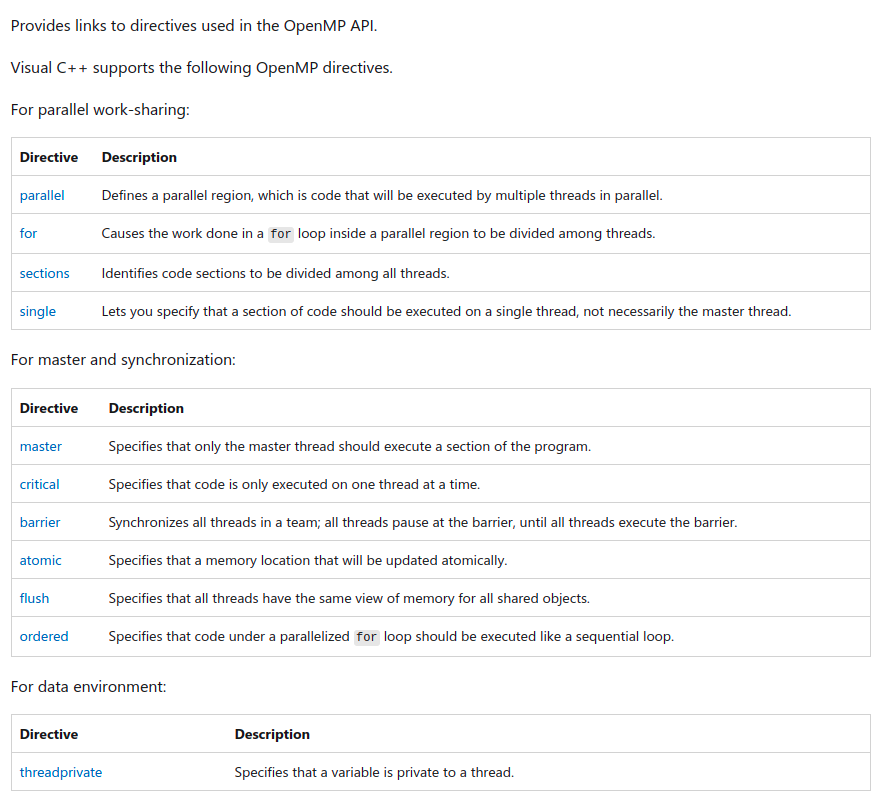 Provides links to directives used in the OpenMP API.
Visual C++ supports the following OpenMP directives.
For parallel work-sharing:
Directive Description
parallel Defines a parallel region, which is code that will be executed by multiple threads in parallel.
for Causes the work done in a for loop inside a parallel region to be divided among threads.
sections Identifies code sections to be divided among all threads.
single Lets you specify that a section of code should be executed on a single thread, not necessarily the master thread.
For master and synchronization:
Directive Description
master Specifies that only the master thread should execute a section of the program.
critical Specifies that code is only executed on one thread at a time.
barrier Synchronizes all threads in a team; all threads pause at the barrier, until all threads execute the barrier.
atomic Specifies that a memory location that will be updated atomically.
flush Specifies that all threads have the same view of memory for all shared objects.
ordered Specifies that code under a parallelized for loop should be executed like a sequential loop.
For data environment:
Directive Description
threadprivate Specifies that a variable is private to a thread.